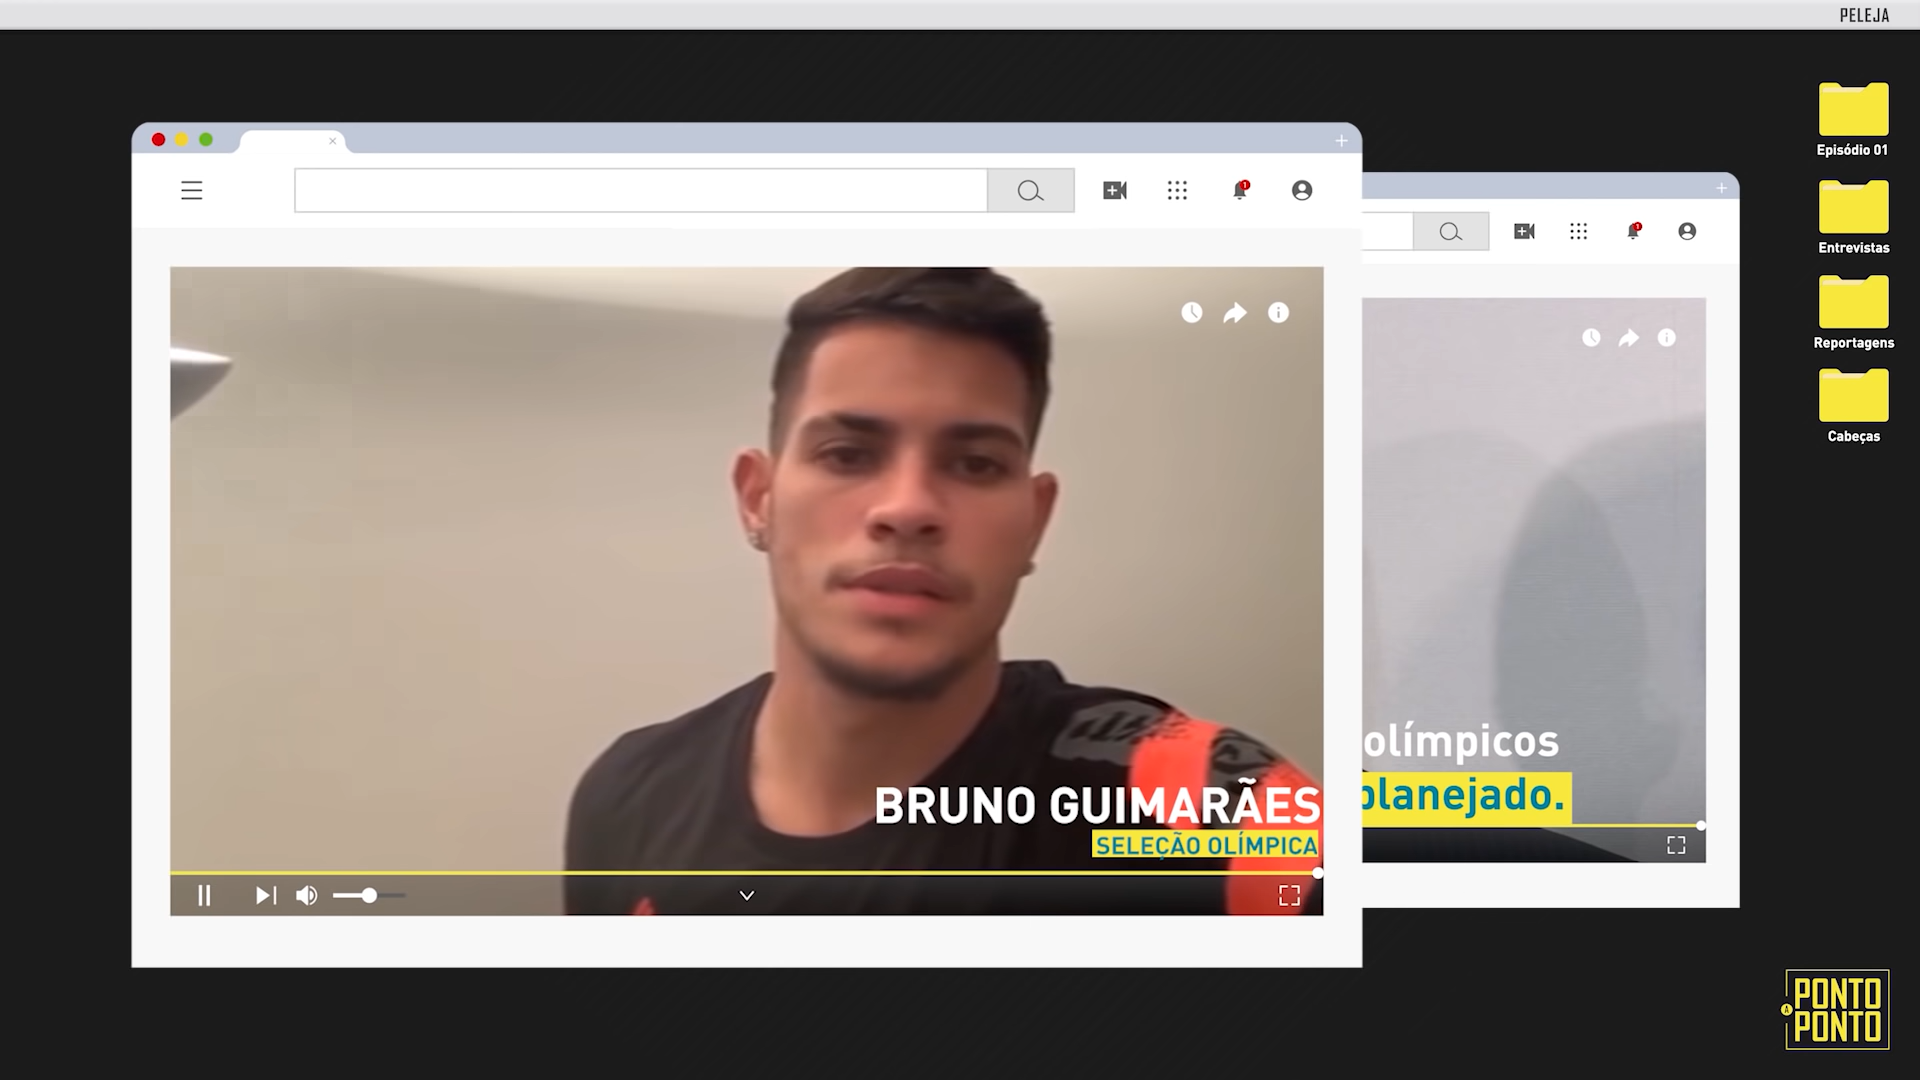 PELEJA
Episódio 01
Entrevistas
Reportagens
Cabeças
BRUNO GUIMARÃES
SELEÇÃO OLÍMPICA
olímpicos
planejado.
A
PONTO
PONTO